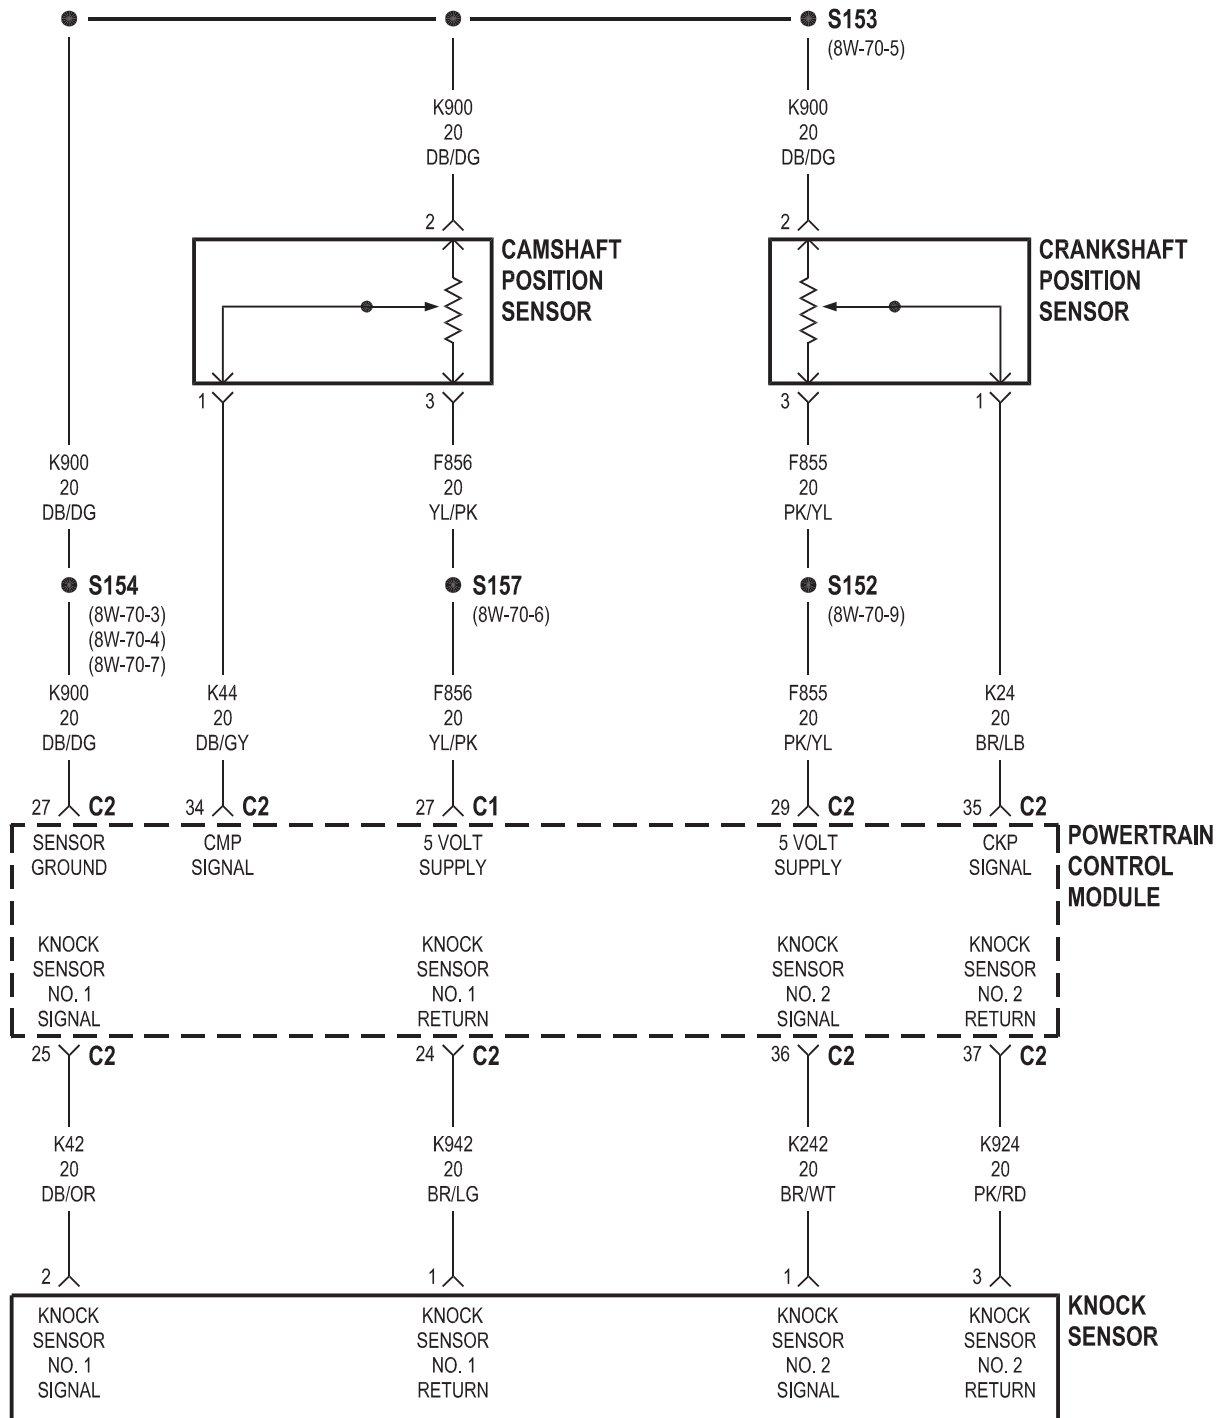 S153
(8W-70-5)
K900
20
DB/DG
K900
20
DB/DG
2
2
CAMSHAFT
POSITION
SENSOR
CRANKSHAFT
POSITION
SENSOR
1
3
3
1
K900
20
DB/DG
F856
20
YL/PK
F855
20
PK/YL
S154
(8W-70-3)
(8W-70-4)
(8W-70-7)
S157
(8W-70-6)
S152
(8W-70-9)
K900
20
DB/DG
K44
20
DB/GY
F856
20
YL/PK
F855
20
PK/YL
K24
20
BR/LB
27 C2
34 C2
27 C1
29 C2
35 C2
SENSOR
GROUND
CMP
SIGNAL
5 VOLT
SUPPLY
5 VOLT
SUPPLY
CKP
SIGNAL
POWERTRAIN
CONTROL
MODULE
KNOCK
SENSOR
NO. 1
SIGNAL
KNOCK
SENSOR
NO. 1
RETURN
KNOCK
SENSOR
NO. 2
SIGNAL
KNOCK
SENSOR
NO. 2
RETURN
25 C2
24 C2
36 C2
37 C2
K42
20
DB/OR
K942
20
BR/LG
K242
20
BR/WT
K924
20
PK/RD
2
1
1
3
KNOCK
SENSOR
NO. 1
SIGNAL
KNOCK
SENSOR
NO. 1
RETURN
KNOCK
SENSOR
NO. 2
SIGNAL
KNOCK
SENSOR
NO. 2
RETURN
KNOCK
SENSOR